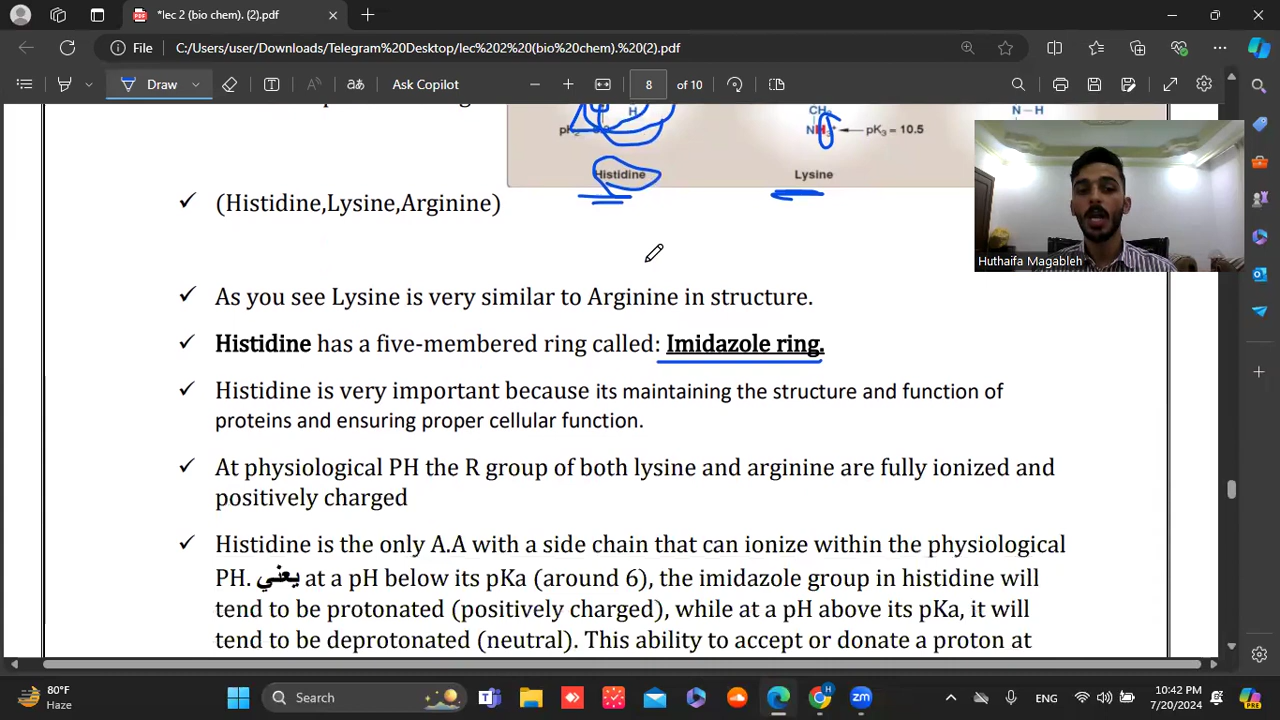 *lec 2 (bio chem). (2).pdf
File
C:/Users/user/Downloads/Telegram%20Desktop/lec%202%20(bio%20chem).%20(2).pdf
Draw
Ask Copilot
8
of 10
H
CH₂
N–H
NH₃⁺
pK₃ = 10.5
Histidine
Lysine
Huthaifa Magableh
✓ (Histidine,Lysine,Arginine)
✓ As you see Lysine is very similar to Arginine in structure.
✓ Histidine has a five-membered ring called: Imidazole ring.
✓ Histidine is very important because its maintaining the structure and function of
proteins and ensuring proper cellular function.
✓ At physiological PH the R group of both lysine and arginine are fully ionized and
positively charged
✓ Histidine is the only A.A with a side chain that can ionize within the physiological
PH. يعني at a pH below its pKa (around 6), the imidazole group in histidine will
tend to be protonated (positively charged), while at a pH above its pKa, it will
tend to be deprotonated (neutral). This ability to accept or donate a proton at
80°F
Haze
Search
ENG
10:42 PM
7/20/2024